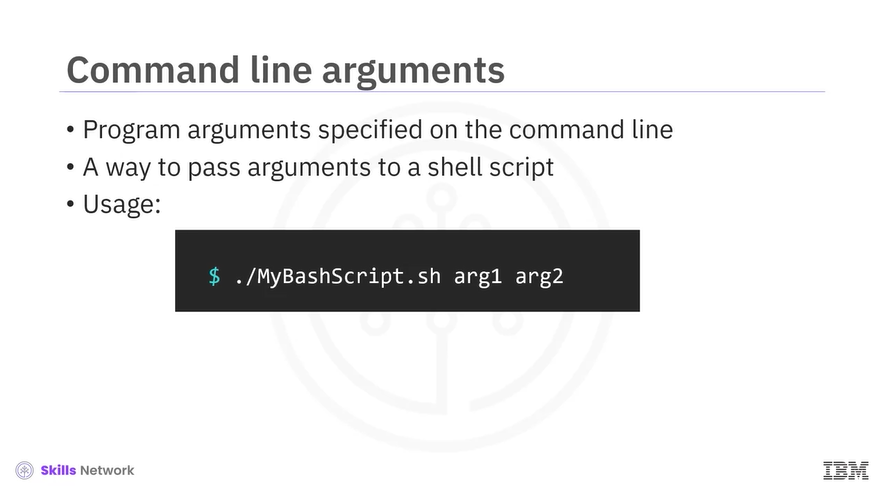 Command line arguments
• Program arguments specified on the command line
• A way to pass arguments to a shell script
• Usage:
$ ./MyBashScript.sh arg1 arg2
Skills Network
IBM